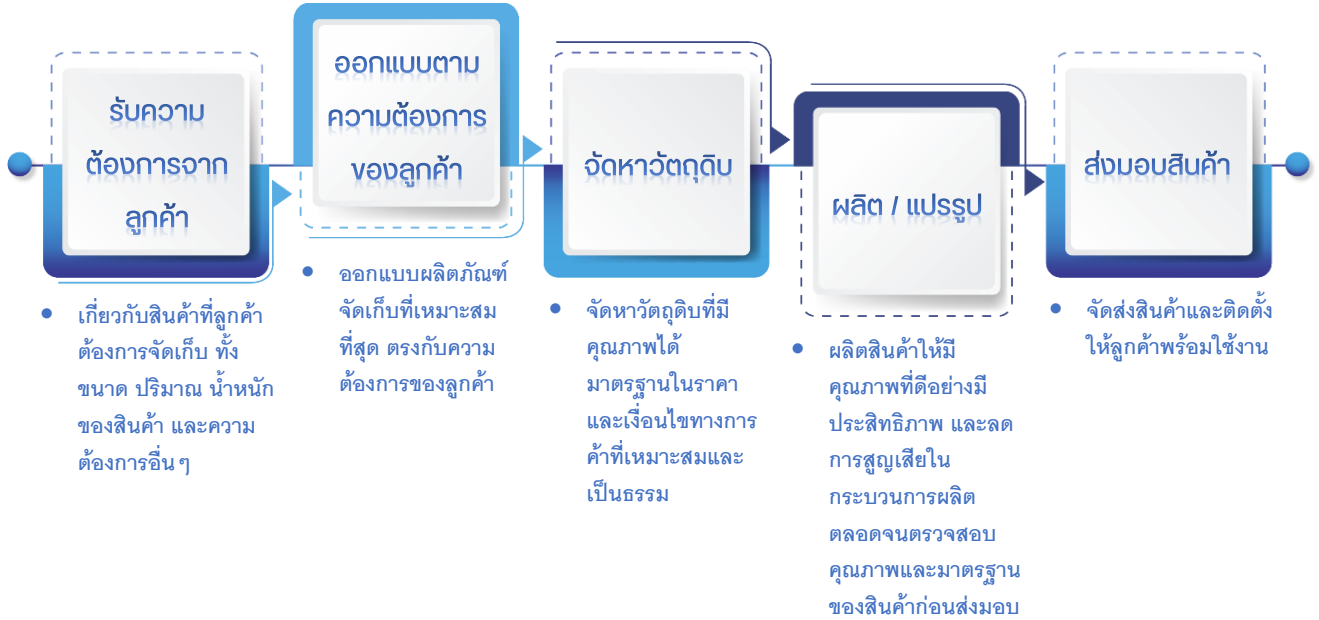 รับความ
ต้องการจาก
ลูกค้า
เกี่ยวกับสินค้าที่ลูกค้า
ต้องการจัดเก็บ ทั้ง
ขนาด ปริมาณ น้ำหนัก
ของสินค้า และความ
ต้องการอื่น ๆ
ออกแบบตาม
ความต้องการ
ของลูกค้า
ออกแบบผลิตภัณฑ์
จัดเก็บที่เหมาะสม
ที่สุด ตรงกับความ
ต้องการของลูกค้า
จัดหาวัตถุดิบ
จัดหาวัตถุดิบที่มี
คุณภาพได้
มาตรฐานในราคา
และเงื่อนไขทางการ
ค้าที่เหมาะสมและ
เป็นธรรม
ผลิต / แปรรูป
ผลิตสินค้าให้มี
คุณภาพที่ดีอย่างมี
ประสิทธิภาพ และลด
การสูญเสียใน
กระบวนการผลิต
ตลอดจนตรวจสอบ
คุณภาพและมาตรฐาน
ของสินค้าก่อนส่งมอบ
ส่งมอบสินค้า
จัดส่งสินค้าและติดตั้ง
ให้ลูกค้าพร้อมใช้งาน